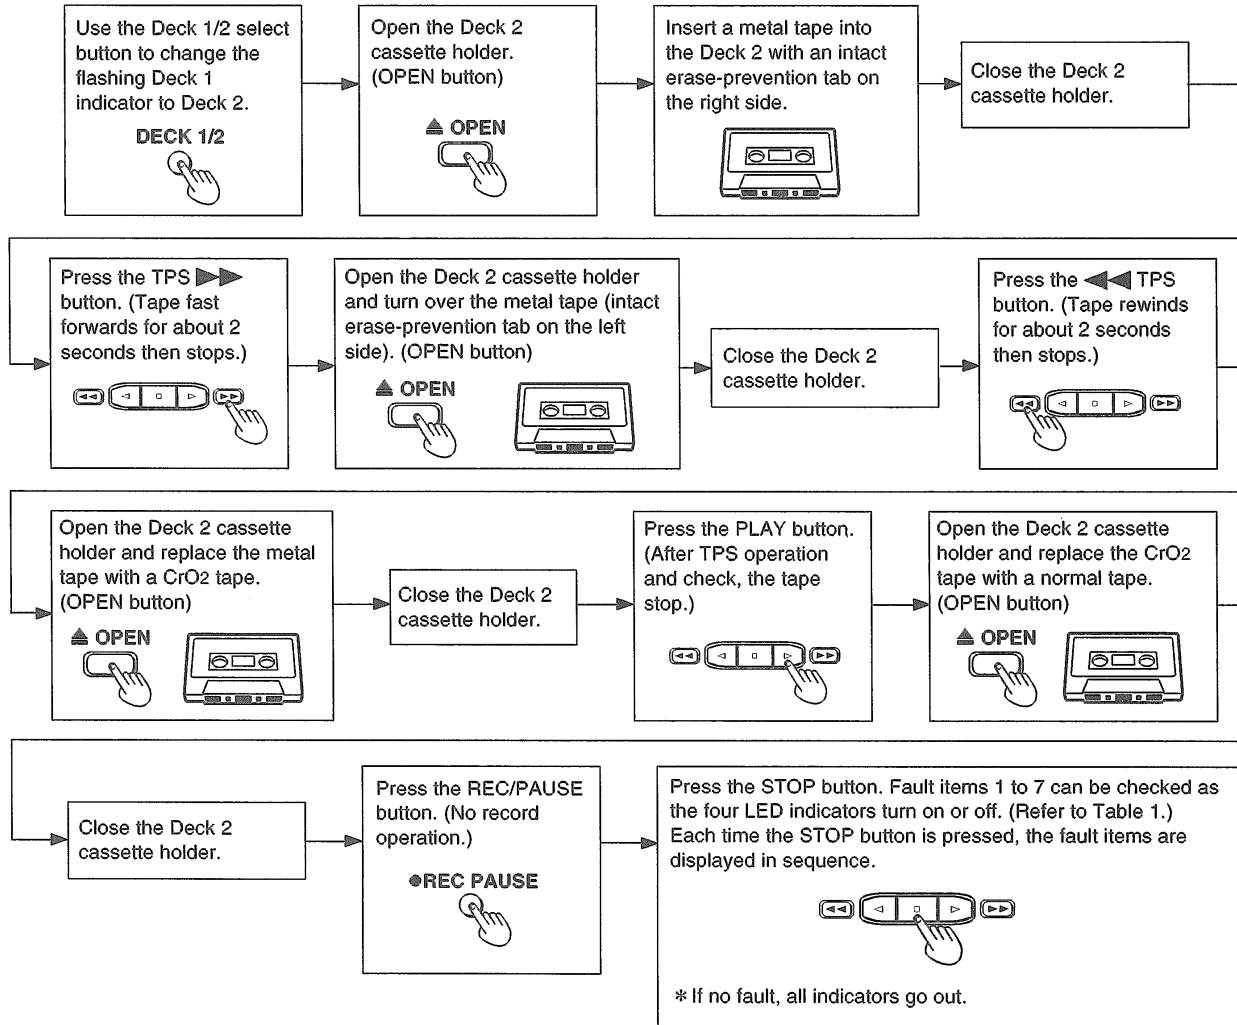 Use the Deck 1/2 select
button to change the
flashing Deck 1
indicator to Deck 2.
DECK 1/2
Open the Deck 2
cassette holder.
(OPEN button)
OPEN
Insert a metal tape into
the Deck 2 with an intact
erase-prevention tab on
the right side.
Close the Deck 2
cassette holder.
Press the TPS
button. (Tape fast
forwards for about 2
seconds then stops.)
Open the Deck 2 cassette holder
and turn over the metal tape (intact
erase-prevention tab on the left
side). (OPEN button)
OPEN
Close the Deck 2
cassette holder.
Press the ◀◀ TPS
button. (Tape rewinds
for about 2 seconds
then stops.)
Open the Deck 2 cassette
holder and replace the metal
tape with a CrO2 tape.
(OPEN button)
OPEN
Close the Deck 2
cassette holder.
Press the PLAY button.
(After TPS operation
and check, the tape
stop.)
Open the Deck 2 cassette
holder and replace the CrO2
tape with a normal tape.
(OPEN button)
OPEN
Close the Deck 2
cassette holder.
Press the REC/PAUSE
button. (No record
operation.)
●REC PAUSE
Press the STOP button. Fault items 1 to 7 can be checked as
the four LED indicators turn on or off. (Refer to Table 1.)
Each time the STOP button is pressed, the fault items are
displayed in sequence.
* If no fault, all indicators go out.